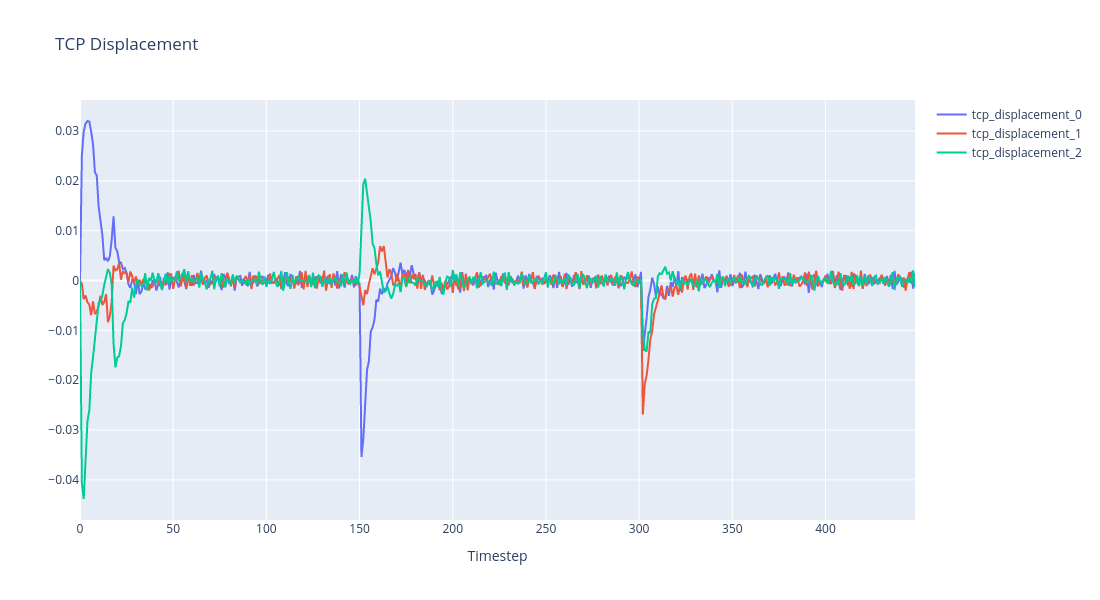 TCP Displacement
tcp_displacement_0
tcp_displacement_1
tcp_displacement_2
0.03
0.02
0.01
0
−0.01
−0.02
−0.03
−0.04
0 50 100 150 200 250 300 350 400
Timestep